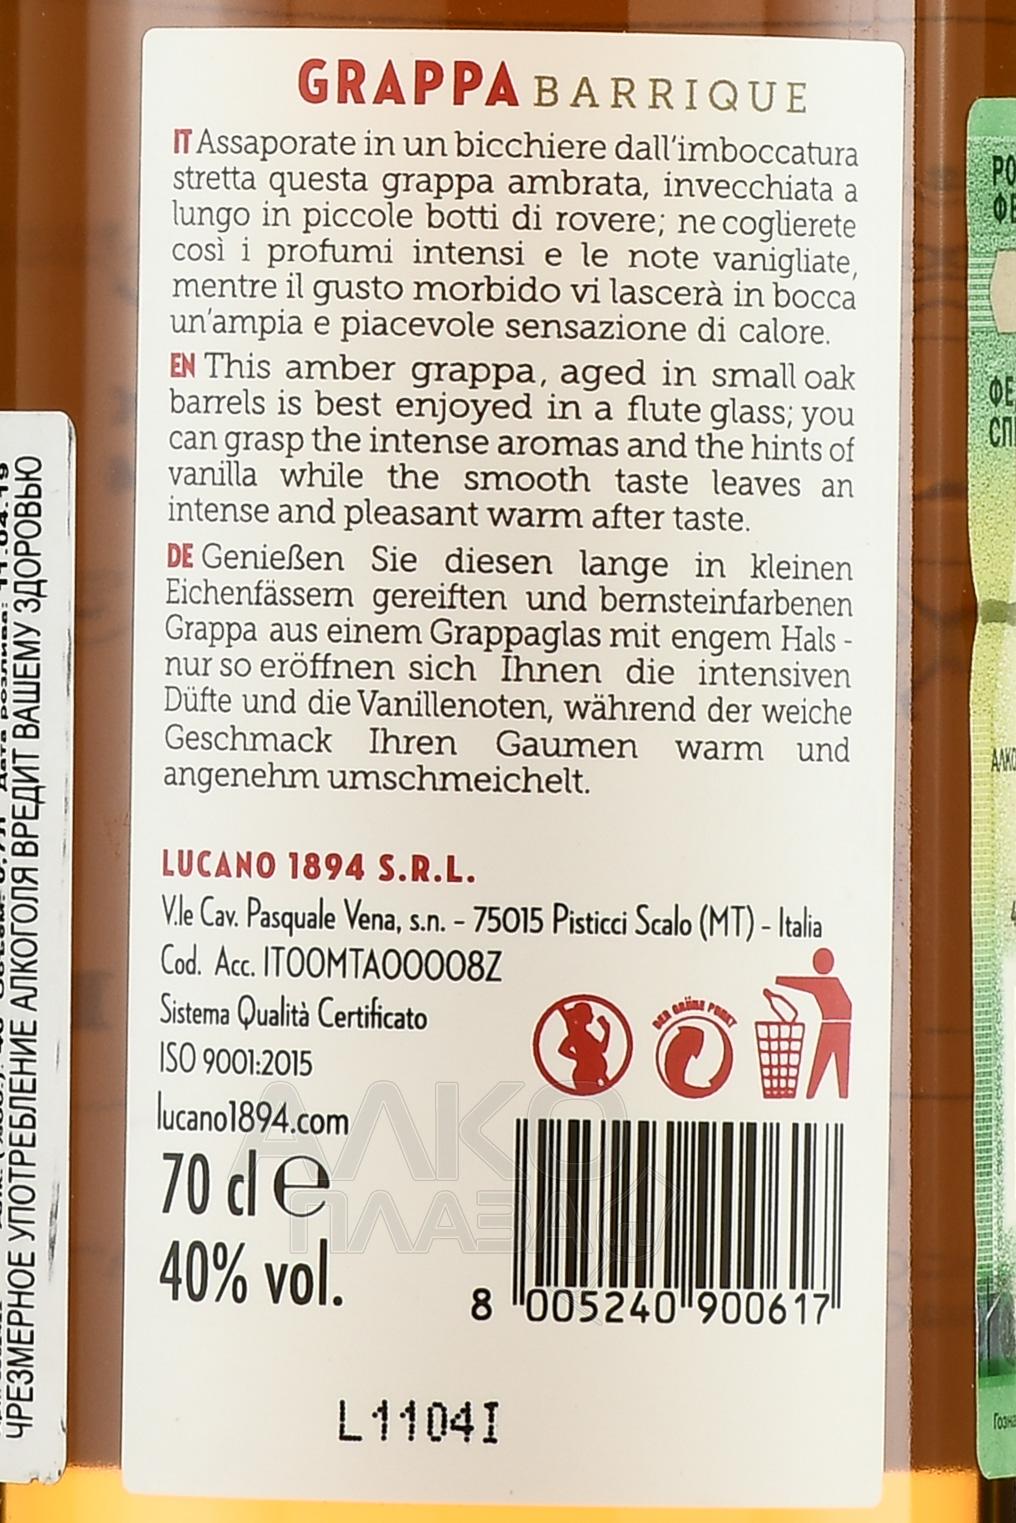 GRAPPA BARRIQUE
IT Assaporate in un bicchiere dall'imboccatura
stretta questa grappa ambrata, invecchiata a
lungo in piccole botti di rovere; ne coglierete
così i profumi intensi e le note vanigliate,
mentre il gusto morbido vi lascerà in bocca
un'ampia e piacevole sensazione di calore.
EN This amber grappa, aged in small oak
barrels is best enjoyed in a flute glass; you
can grasp the intense aromas and the hints of
vanilla while the smooth taste leaves an
intense and pleasant warm after taste.
DE Genießen Sie diesen lange in kleinen
Eichenfässern gereiften und bernsteinfarbenen
Grappa aus einem Grappaglas mit engem Hals -
nur so eröffnen sich Ihnen die intensiven
Düfte und die Vanillenoten, während der weiche
Geschmack Ihren Gaumen warm und
angenehm umschmeichelt.
LUCANO 1894 S.R.L.
V.le Cav. Pasquale Vena, s.n. - 75015 Pisticci Scalo (MT) - Italia
Cod. Acc. IT00MTA00008Z
Sistema Qualità Certificato
ISO 9001:2015
lucano1894.com
DER GRÜNE PUNKT
70 cl e
40% vol.
8 005240 900617
L1104I
АЛКО
ПЛАЗА
ЧРЕЗМЕРНОЕ УПОТРЕБЛЕНИЕ АЛКОГОЛЯ ВРЕДИТ ВАШЕМУ ЗДОРОВЬЮ